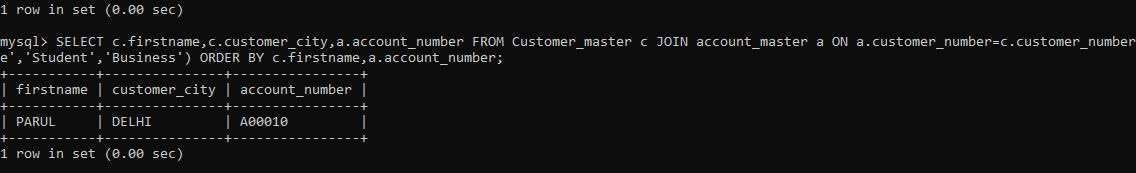 1 row in set (0.00 sec)
mysql> SELECT c.firstname,c.customer_city,a.account_number FROM Customer_master c JOIN account_master a ON a.customer_number=c.customer_number
e','Student','Business') ORDER BY c.firstname,a.account_number;
+-----------+---------------+----------------+
| firstname | customer_city | account_number |
+-----------+---------------+----------------+
| PARUL     | DELHI         | A00010         |
+-----------+---------------+----------------+
1 row in set (0.00 sec)